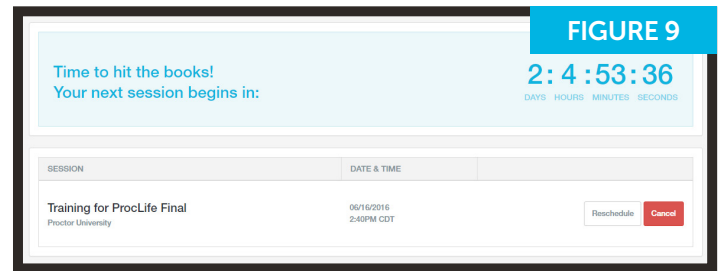 FIGURE 9
Time to hit the books!
Your next session begins in:
2 : 4 : 53 : 36
DAYS HOURS MINUTES SECONDS
SESSION DATE & TIME
Training for ProcLife Final
Proctor University
06/16/2016
2:40PM CDT
Reschedule Cancel